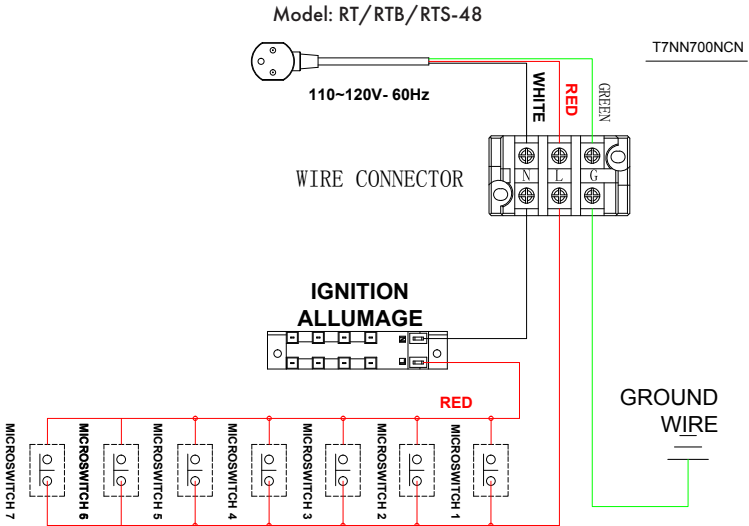 Model: RT/RTB/RTS-48
T7NN700NCN
110~120V- 60Hz
WHITE
RED
GREEN
WIRE CONNECTOR
N L G
IGNITION
ALLUMAGE
N
L
RED
GROUND
WIRE
MICROSWITCH 7
MICROSWITCH 6
MICROSWITCH 5
MICROSWITCH 4
MICROSWITCH 3
MICROSWITCH 2
MICROSWITCH 1